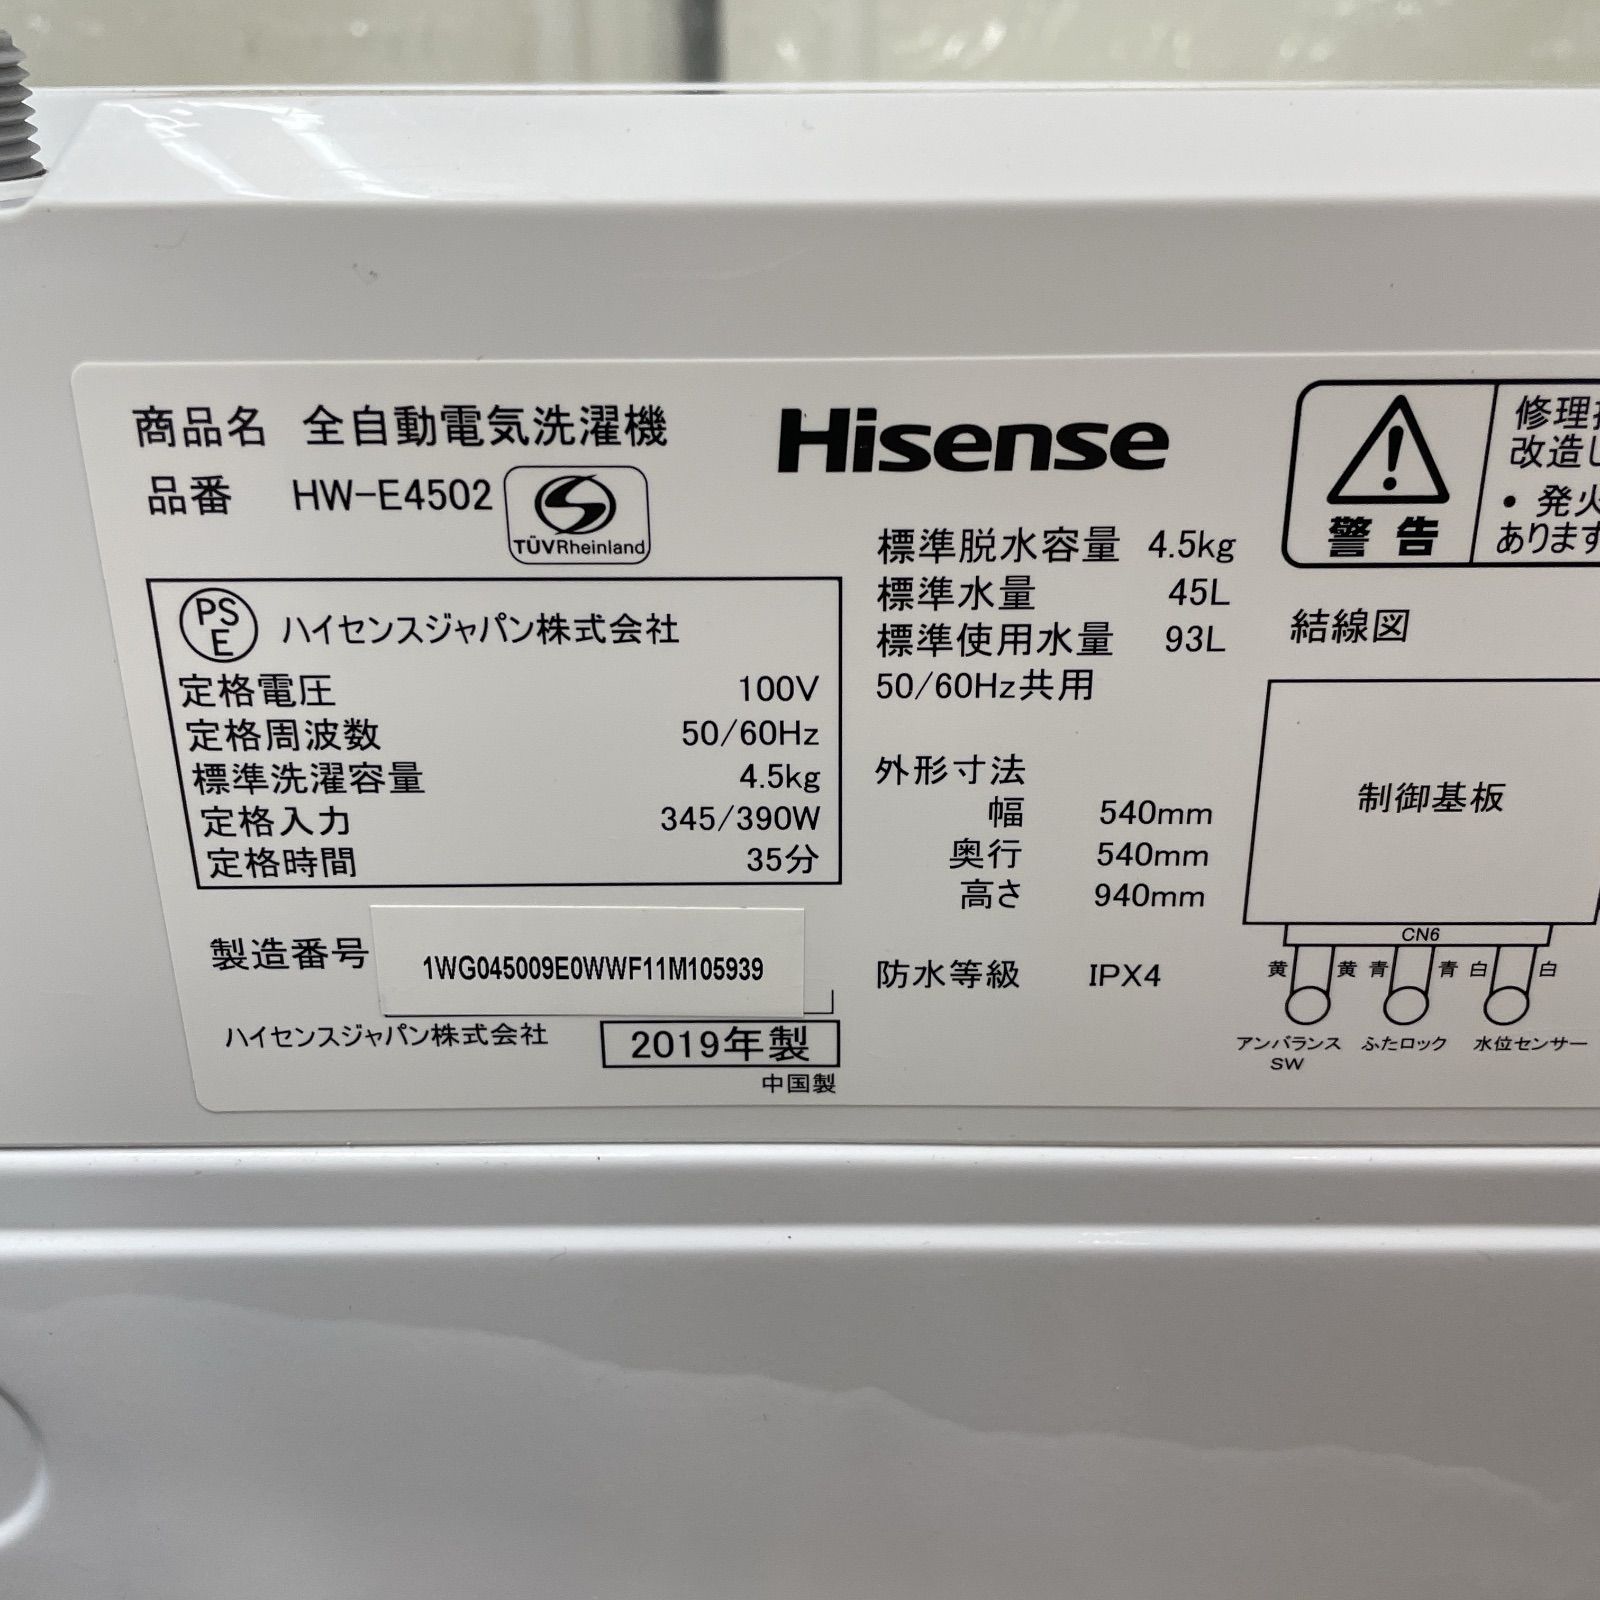 商品名 全自動電気洗濯機
品番 HW-E4502
TÜVRheinland
Hisense
PS
E
ハイセンスジャパン株式会社
定格電圧 100V
定格周波数 50/60Hz
標準洗濯容量 4.5kg
定格入力 345/390W
定格時間 35分
製造番号 1WG045009E0WWF11M105939
ハイセンスジャパン株式会社 2019年製
中国製
標準脱水容量 4.5kg
標準水量 45L
標準使用水量 93L
50/60Hz共用
外形寸法
幅 540mm
奥行 540mm
高さ 940mm
防水等級 IPX4
警告
修理
改造し
・発火
あります
結線図
制御基板
CN6
黄 黄 青 青 白 白
アンバランス ふたロック 水位センサー
SW